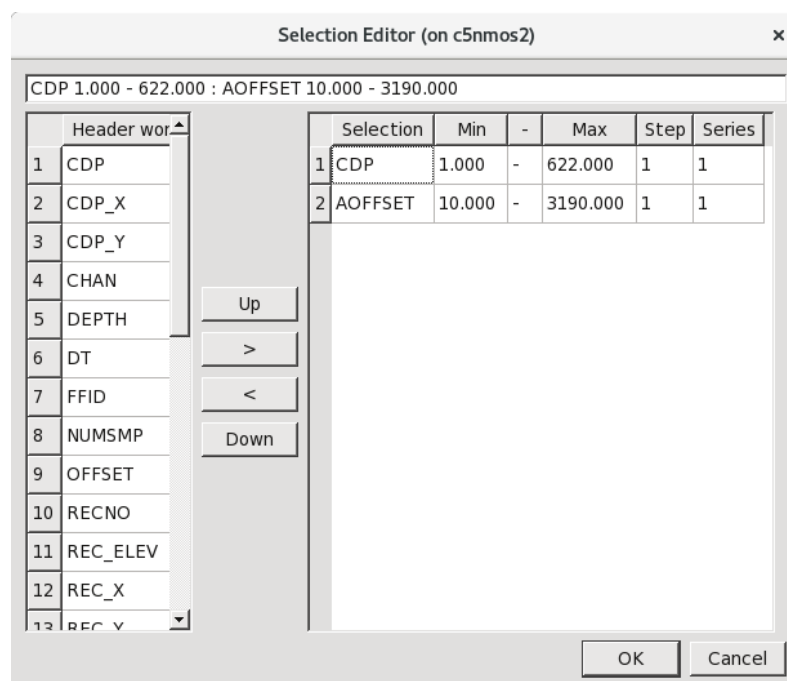 Selection Editor (on c5nmos2)
×
CDP 1.000 - 622.000 : AOFFSET 10.000 - 3190.000
Header wor
1 CDP
2 CDP_X
3 CDP_Y
4 CHAN
5 DEPTH
6 DT
7 FFID
8 NUMSMP
9 OFFSET
10 RECNO
11 REC_ELEV
12 REC_X
13 REC_Y
Up
>
<
Down
Selection Min - Max Step Series
1 CDP 1.000 - 622.000 1 1
2 AOFFSET 10.000 - 3190.000 1 1
OK Cancel